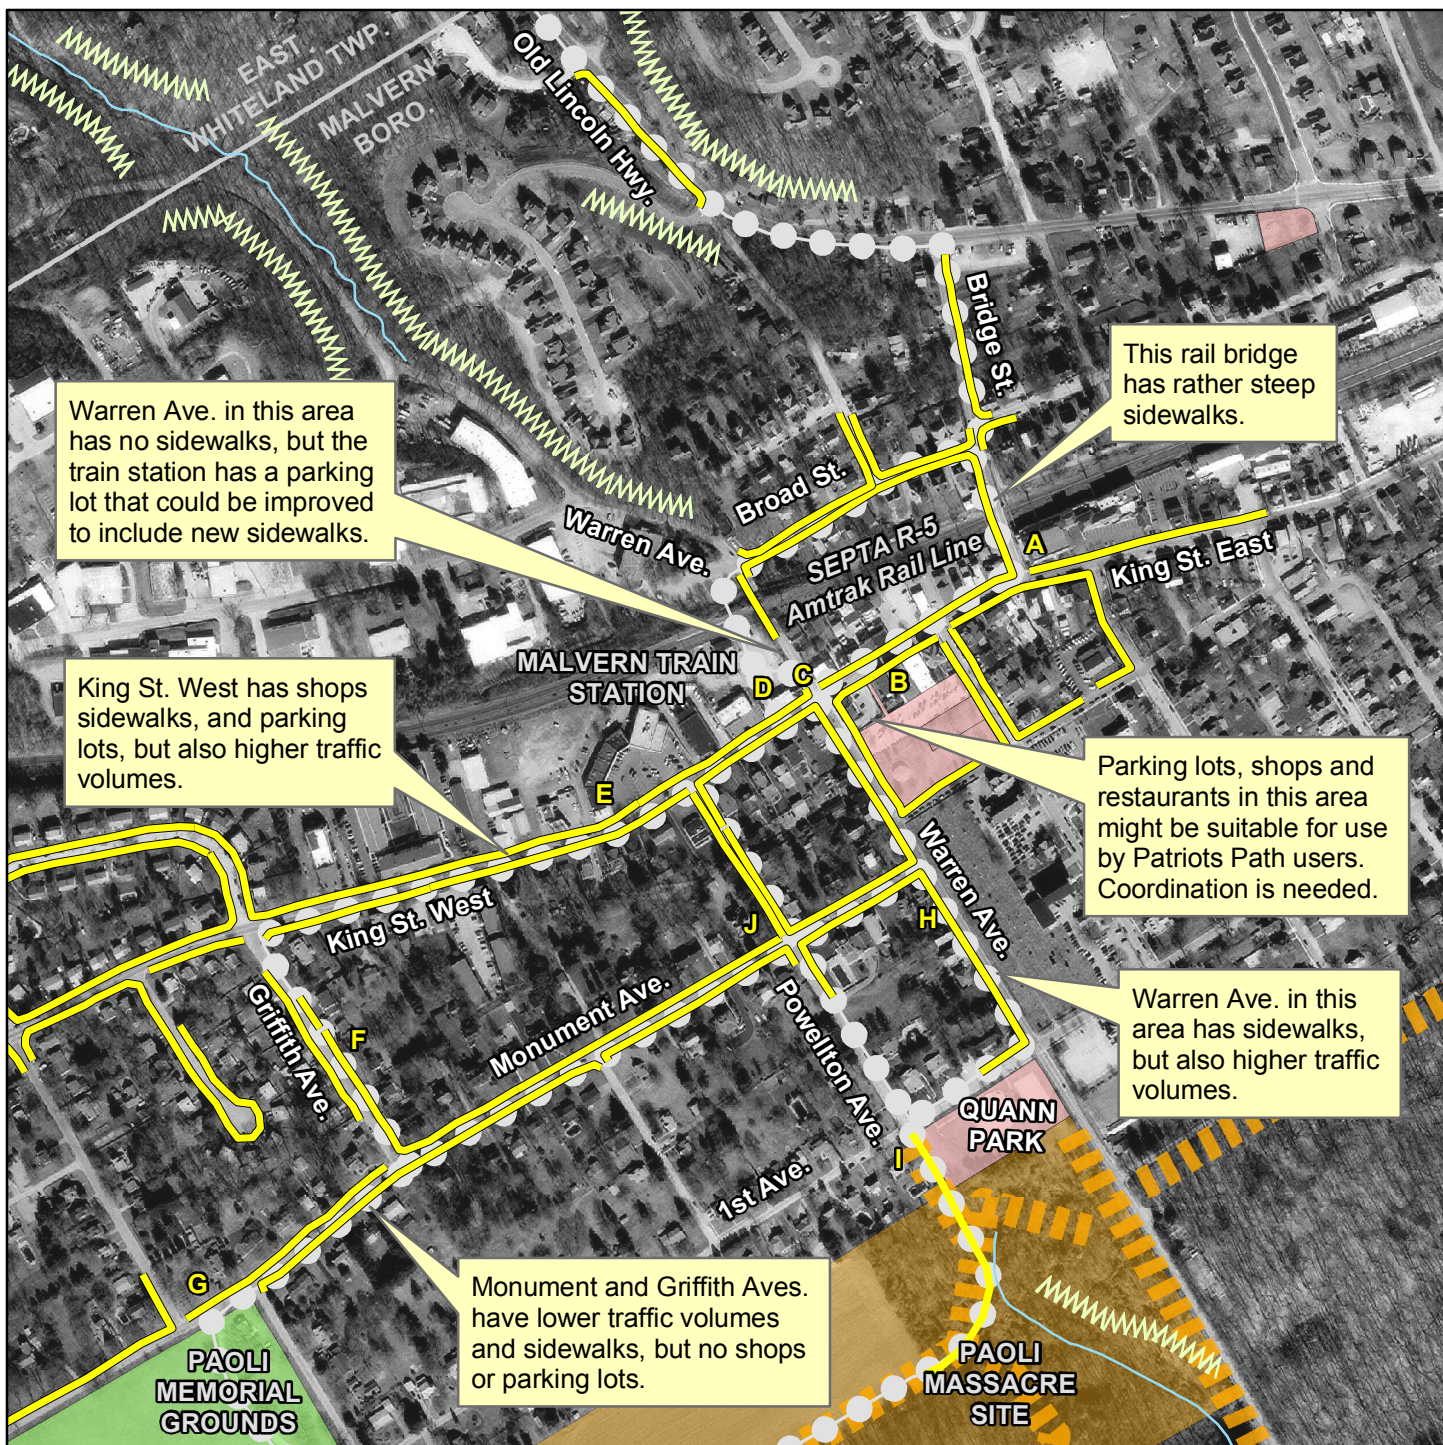 EAST
WHITELAND TWP.
MALVERN
BORO.
Old Lincoln Hwy.
Bridge St.
This rail bridge
has rather steep
sidewalks.
Warren Ave. in this area
has no sidewalks, but the
train station has a parking
lot that could be improved
to include new sidewalks.
Broad St.
Warren Ave.
SEPTA R-5
Amtrak Rail Line
A
King St. East
MALVERN TRAIN
STATION
D
C
B
King St. West has shops
sidewalks, and parking
lots, but also higher traffic
volumes.
E
Parking lots, shops and
restaurants in this area
might be suitable for use
by Patriots Path users.
Coordination is needed.
King St. West
J
H
Warren Ave.
Griffith Ave.
F
Monument Ave.
Powellton Ave.
Warren Ave. in this
area has sidewalks,
but also higher traffic
volumes.
QUANN
PARK
I
1st Ave.
G
Monument and Griffith Aves.
have lower traffic volumes
and sidewalks, but no shops
or parking lots.
PAOLI
MEMORIAL
GROUNDS
PAOLI
MASSACRE
SITE